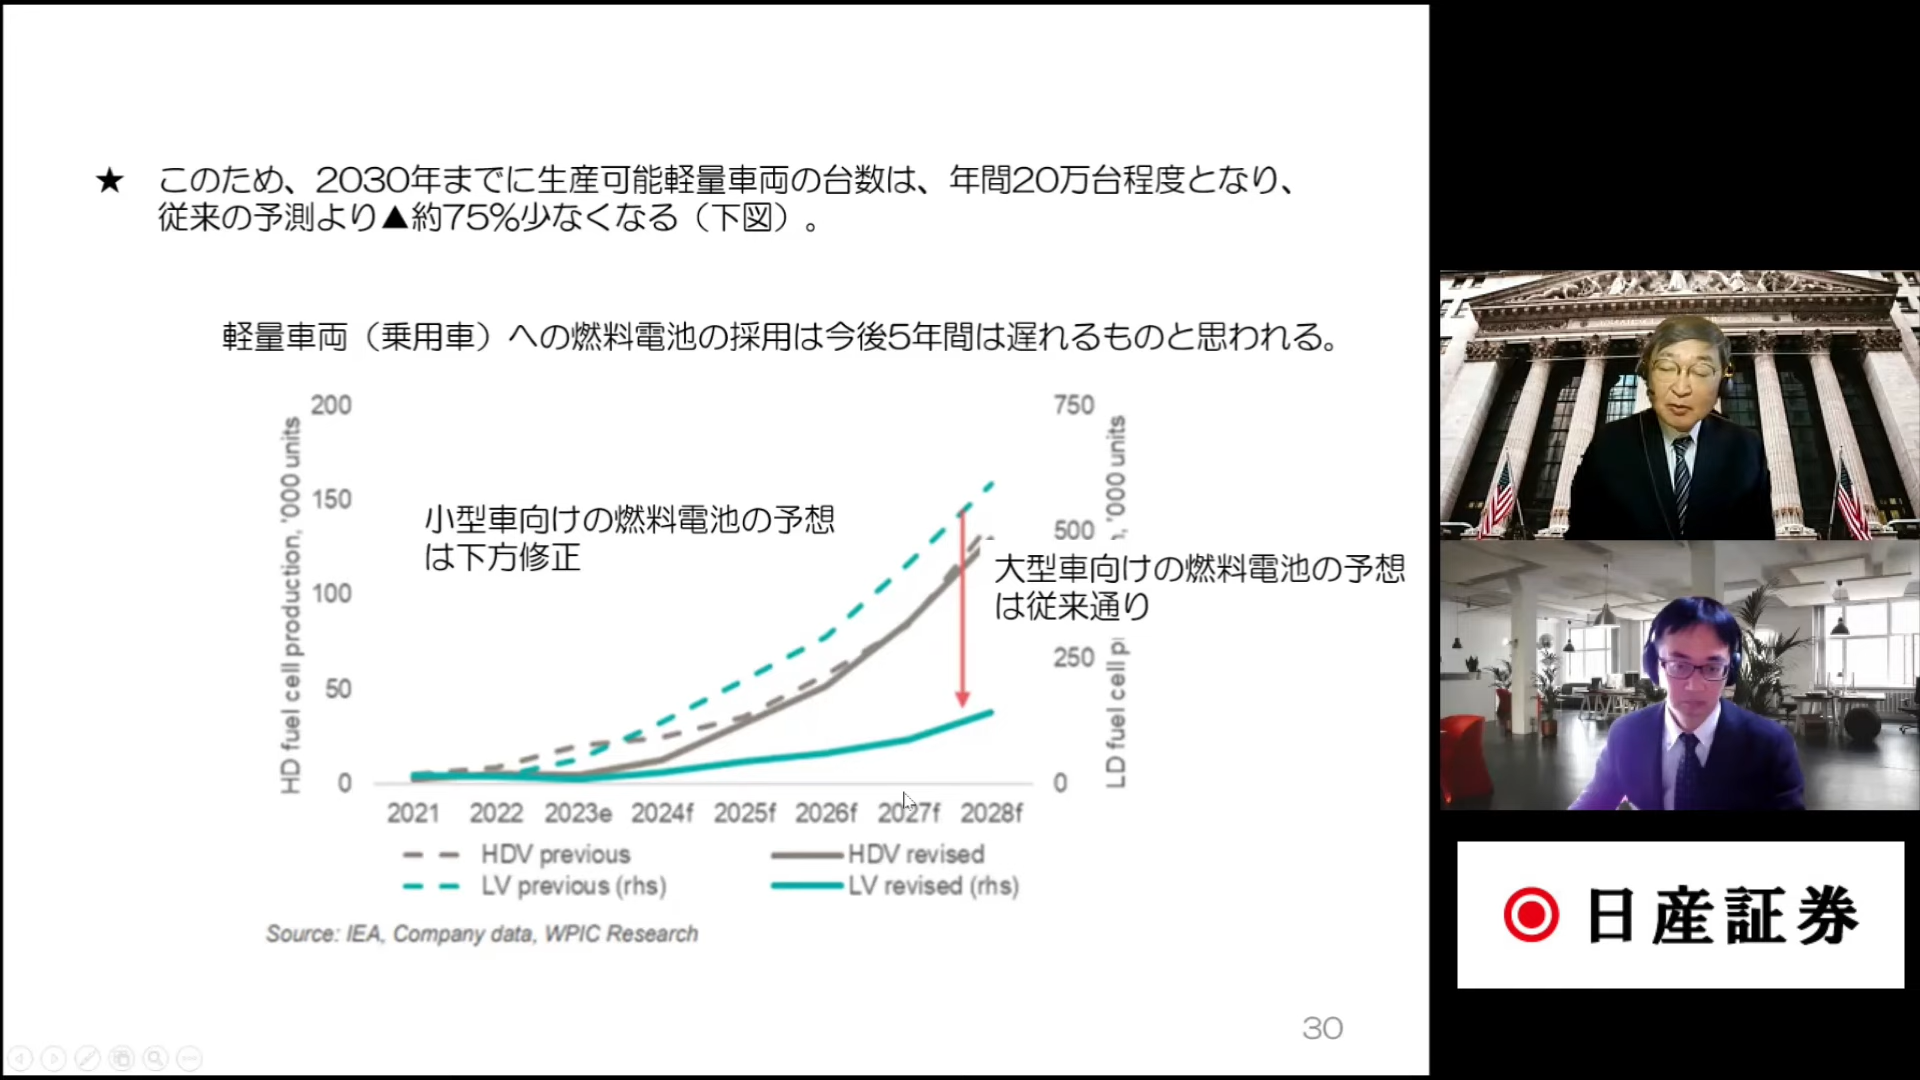 ★ このため、2030年までに生産可能軽量車両の台数は、年間20万台程度となり、
従来の予測より▲約75％少なくなる（下図）。
軽量車両（乗用車）への燃料電池の採用は今後5年間は遅れるものと思われる。
HD fuel cell production, '000 units
200
150
100
50
0
小型車向けの燃料電池の予想
は下方修正
750
500
250
0
大型車向けの燃料電池の予想
は従来通り
LD fuel cell p
, '000 units
2021 2022 2023e 2024f 2025f 2026f 2027f 2028f
HDV previous HDV revised
LV previous (rhs) LV revised (rhs)
Source: IEA, Company data, WPIC Research
30
日産証券